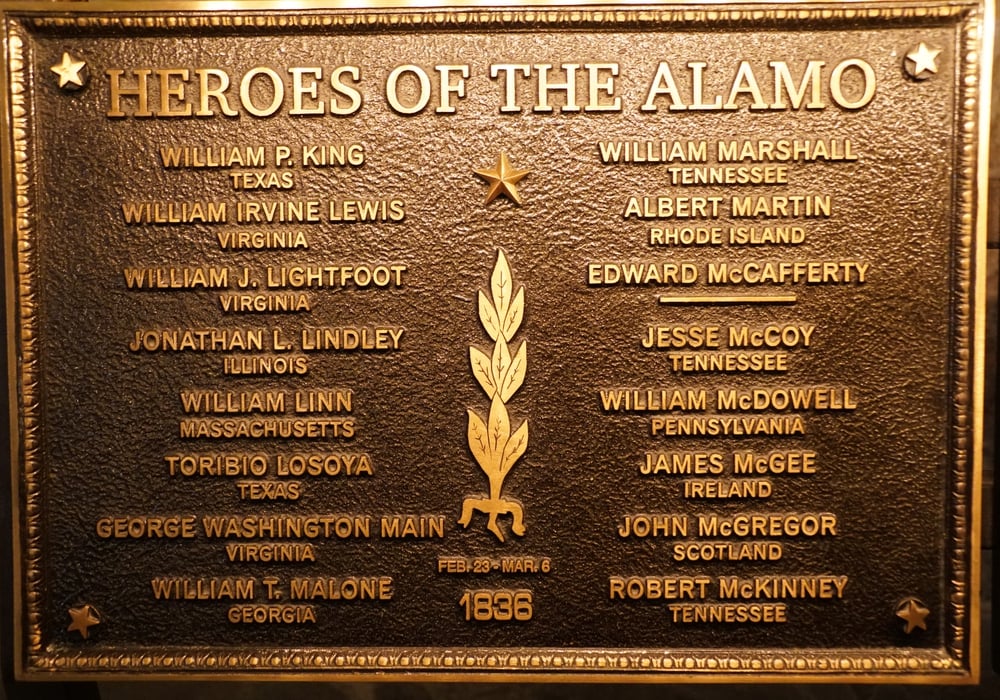 HEROES OF THE ALAMO
WILLIAM P. KING
TEXAS
WILLIAM IRVINE LEWIS
VIRGINIA
WILLIAM J. LIGHTFOOT
VIRGINIA
JONATHAN L. LINDLEY
ILLINOIS
WILLIAM LINN
MASSACHUSETTS
TORIBIO LOSOYA
TEXAS
GEORGE WASHINGTON MAIN
VIRGINIA
WILLIAM T. MALONE
GEORGIA
FEB. 23 - MAR. 6
1836
WILLIAM MARSHALL
TENNESSEE
ALBERT MARTIN
RHODE ISLAND
EDWARD McCAFFERTY
JESSE McCOY
TENNESSEE
WILLIAM McDOWELL
PENNSYLVANIA
JAMES McGEE
IRELAND
JOHN McGREGOR
SCOTLAND
ROBERT McKINNEY
TENNESSEE